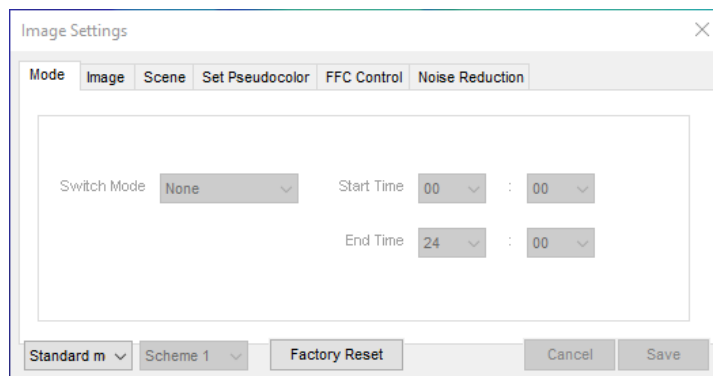 Image Settings
Mode Image Scene Set Pseudocolor FFC Control Noise Reduction
Switch Mode None Start Time 00 : 00
End Time 24 : 00
Standard m Scheme 1 Factory Reset Cancel Save